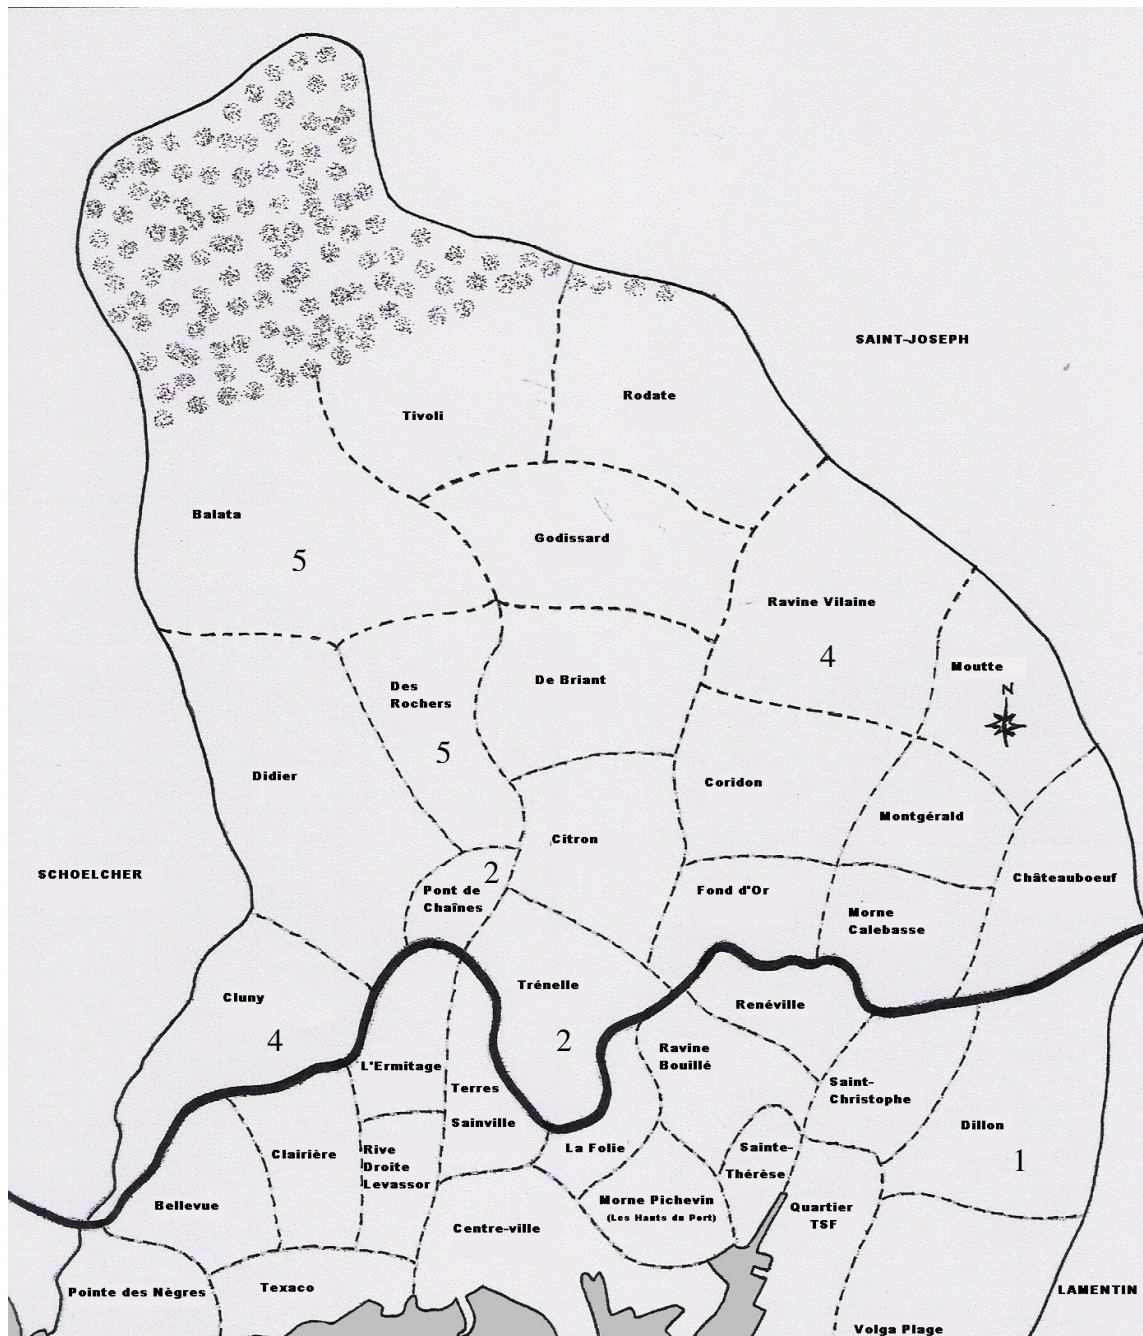 SAINT-JOSEPH
Rodate
Tivoli
Balata
5
Godissard
Ravine Vilaine
4
Moutte
N
Des
Rochers
5
De Briant
Didier
Coridon
Montgérald
Citron
SCHOELCHER
Pont de
Chaînes
2
Fond d'Or
Châteauboeuf
Morne
Calebasse
Cluny
4
Trénelle
2
Renéville
L'Ermitage
Ravine
Bouillé
Terres
Sainville
Saint-
Christophe
Dillon
1
Clairière
Rive
Droite
Levassor
La Folie
Sainte-
Thérèse
Bellevue
Morne Pichevin
(Les Hauts du Port)
Quartier
TSF
Centre-ville
Pointe des Nègres
Texaco
LAMENTIN
Volga Plage